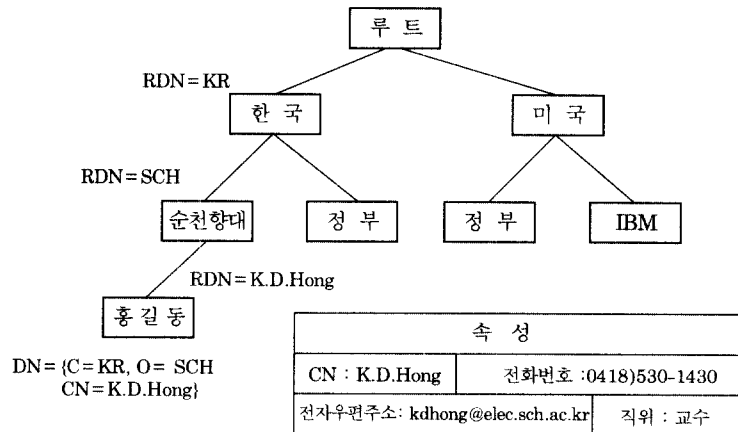 루 트
RDN=KR
한 국
미 국
RDN=SCH
순천향대
정 부
정 부
IBM
RDN=K.D.Hong
홍 길 동
DN={C=KR, O= SCH
CN=K.D.Hong}
속 성
CN : K.D.Hong
전화번호 :0418)530-1430
전자우편주소: kdhong@elec.sch.ac.kr
직위 : 교수